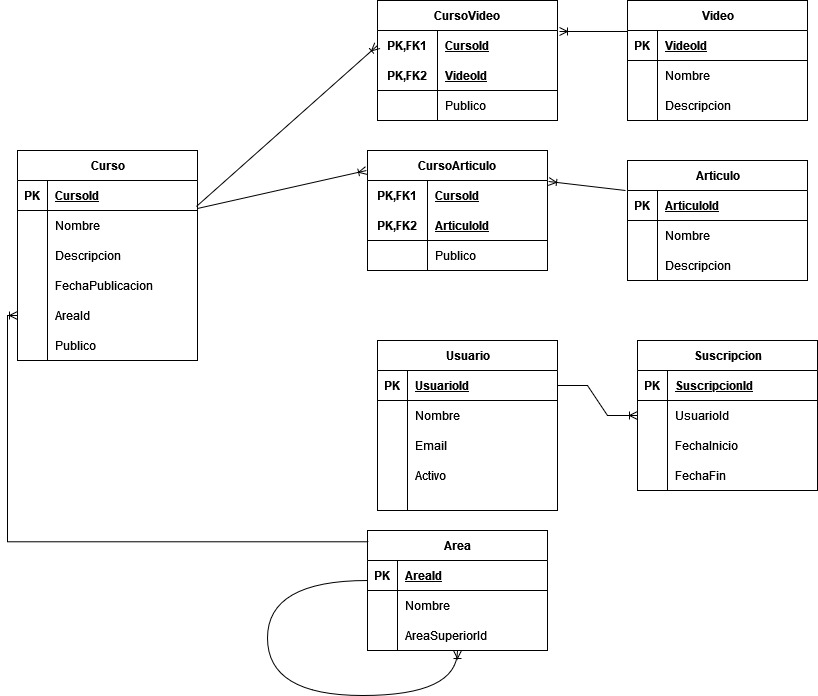 CursoVideo
PK,FK1 CursoId
PK,FK2 VideoId
Publico
Video
PK VideoId
Nombre
Descripcion
Curso
PK CursoId
Nombre
Descripcion
FechaPublicacion
AreaId
Publico
CursoArticulo
PK,FK1 CursoId
PK,FK2 ArticuloId
Publico
Articulo
PK ArticuloId
Nombre
Descripcion
Usuario
PK UsuarioId
Nombre
Email
Activo
Suscripcion
PK SuscripcionId
UsuarioId
FechaInicio
FechaFin
Area
PK AreaId
Nombre
AreaSuperiorId